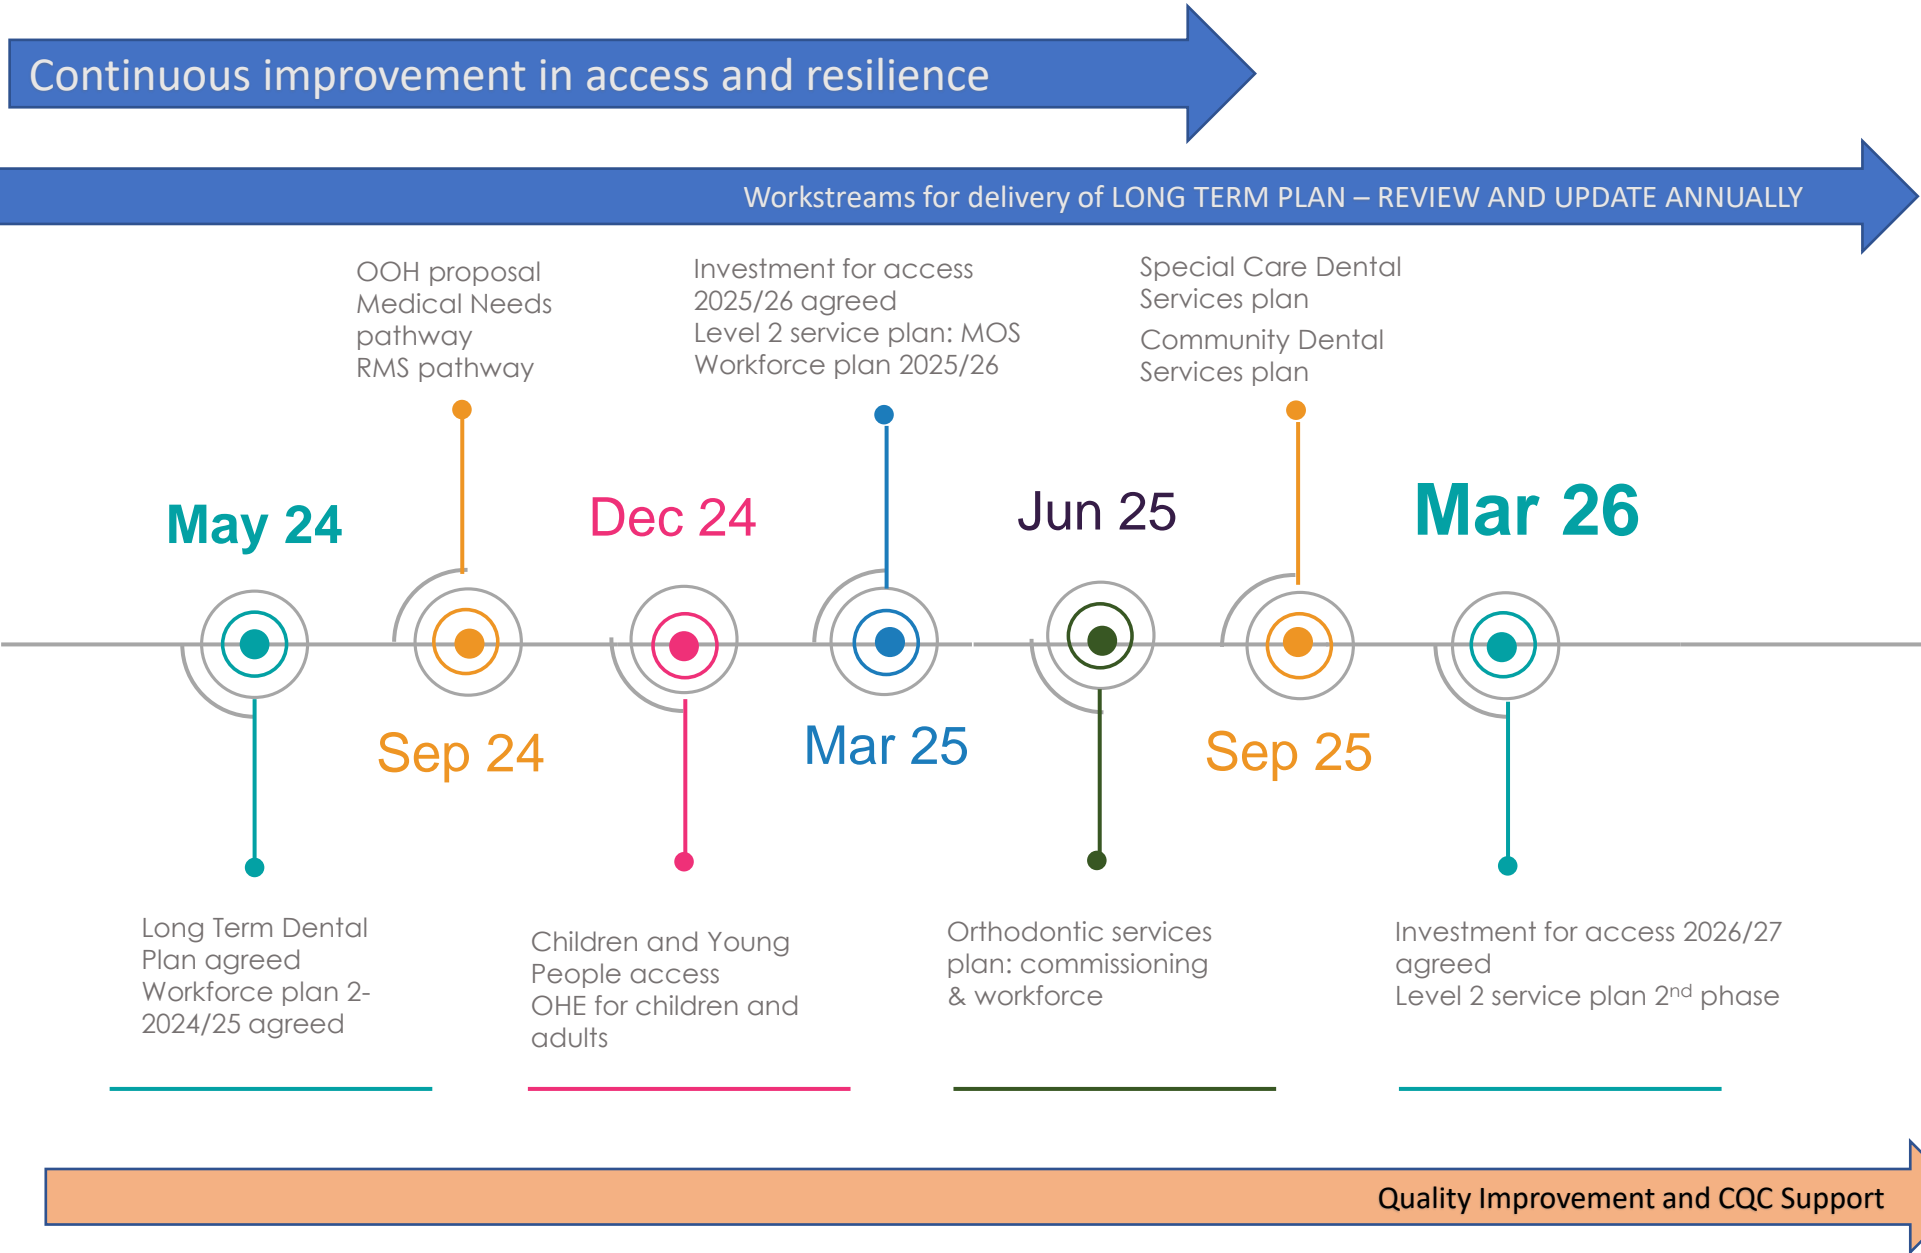 Continuous improvement in access and resilience
Workstreams for delivery of LONG TERM PLAN – REVIEW AND UPDATE ANNUALLY
OOH proposal
Medical Needs
pathway
RMS pathway
Investment for access
2025/26 agreed
Level 2 service plan: MOS
Workforce plan 2025/26
Special Care Dental
Services plan
Community Dental
Services plan
May 24
Dec 24
Jun 25
Mar 26
Sep 24
Mar 25
Sep 25
Long Term Dental
Plan agreed
Workforce plan 2-
2024/25 agreed
Children and Young
People access
OHE for children and
adults
Orthodontic services
plan: commissioning
& workforce
Investment for access 2026/27
agreed
Level 2 service plan 2nd phase
Quality Improvement and CQC Support